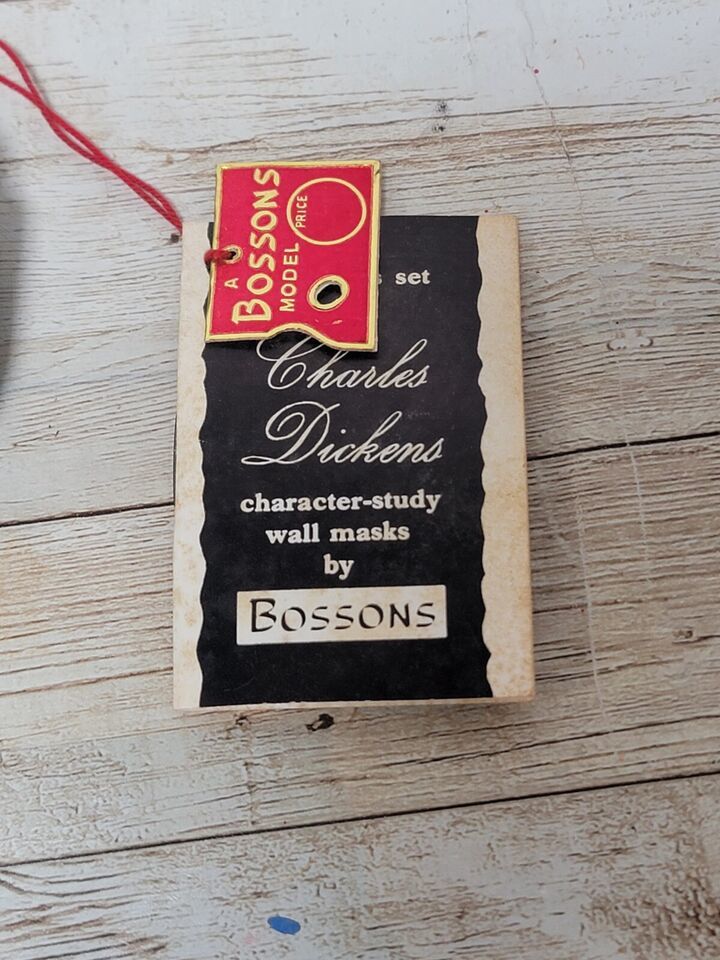 A
BOSSONS
MODEL
PRICE
set
Charles
Dickens
character-study
wall masks
by
BOSSONS